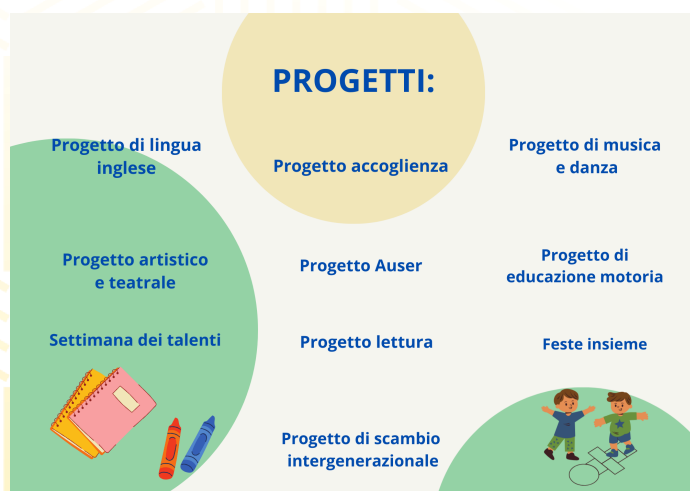 PROGETTI:
Progetto di lingua
inglese
Progetto accoglienza
Progetto di musica
e danza
Progetto artistico
e teatrale
Progetto Auser
Progetto di
educazione motoria
Settimana dei talenti
Progetto lettura
Feste insieme
Progetto di scambio
intergenerazionale